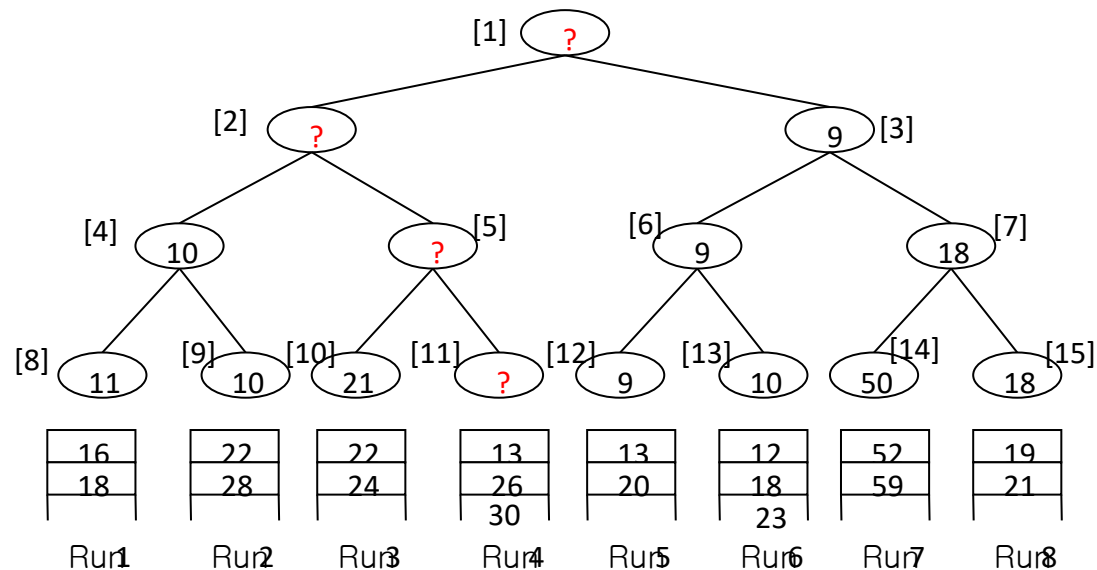 [1] ?
[2] ? 9 [3]
[4] 10 [5] ? [6] 9 [7] 18
[8] 11 [9] 10 [10] 21 [11] ? [12] 9 [13] 10 [14] 50 [15] 18
16 22 22 13 13 12 52 19
18 28 24 26 20 18 59 21
30 23
Run1 Run2 Run3 Run4 Run5 Run6 Run7 Run8